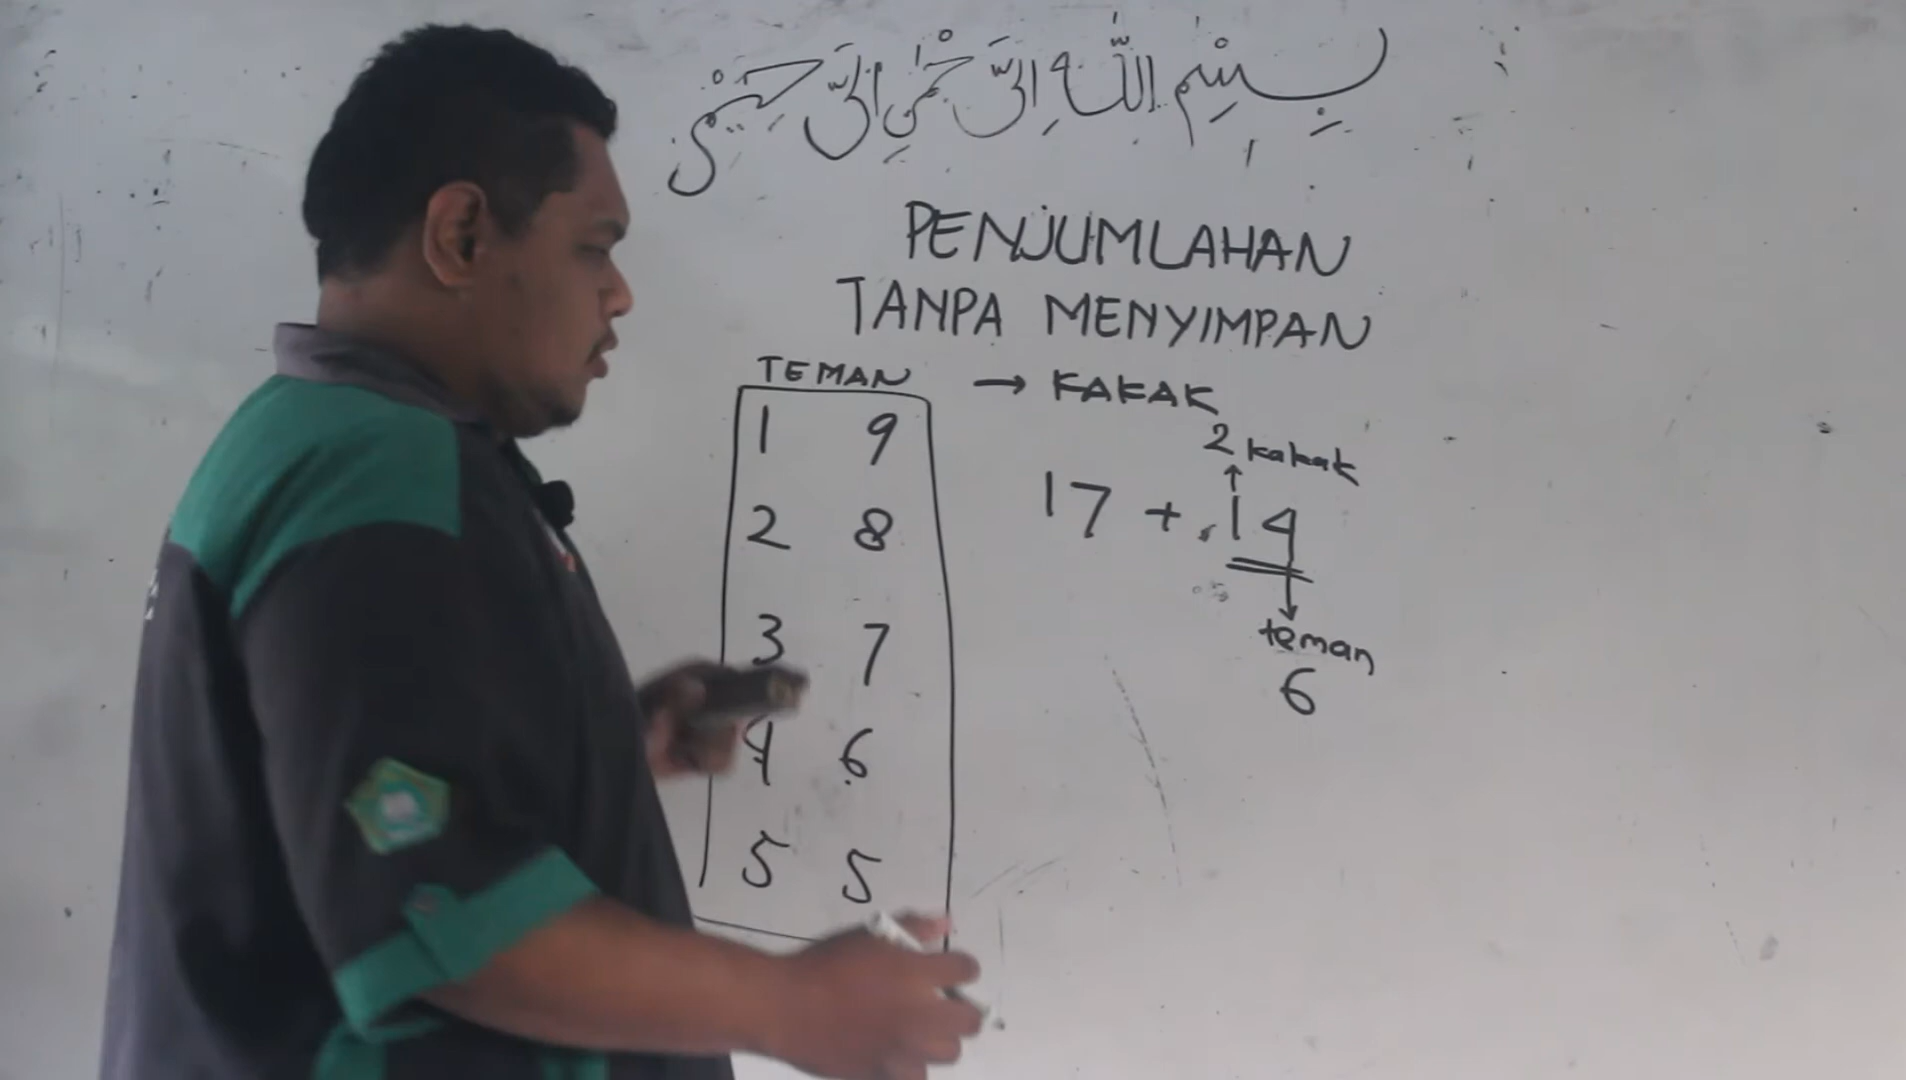 بِسْمِ اللّٰهِ الرَّحْمٰنِ الرَّحِيْمِ
PENJUMLAHAN
TANPA MENYIMPAN
TEMAN → KAKAK
1 9
2 8
3 7
4 6
5 5
2 kakak
↑
17 + 14
↓
teman
6